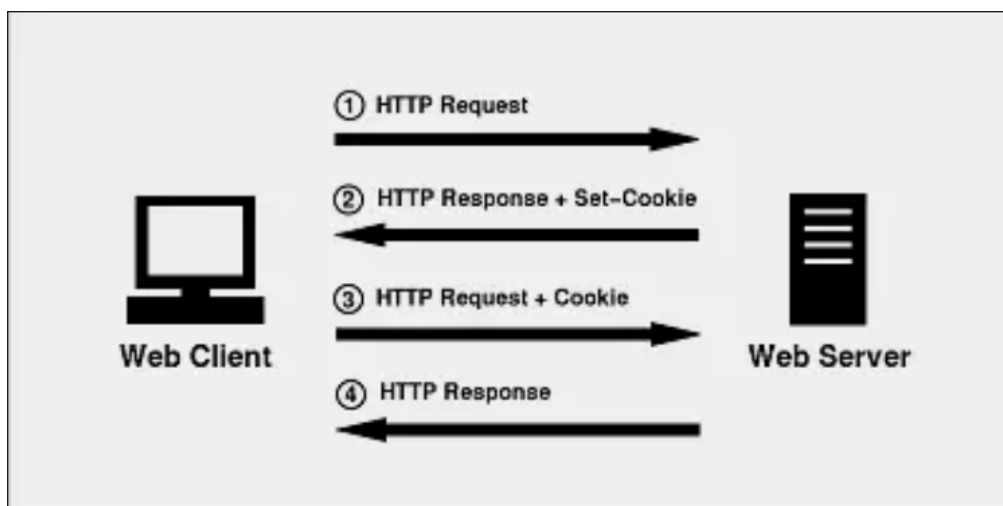 ① HTTP Request
② HTTP Response + Set-Cookie
③ HTTP Request + Cookie
Web Client
Web Server
④ HTTP Response